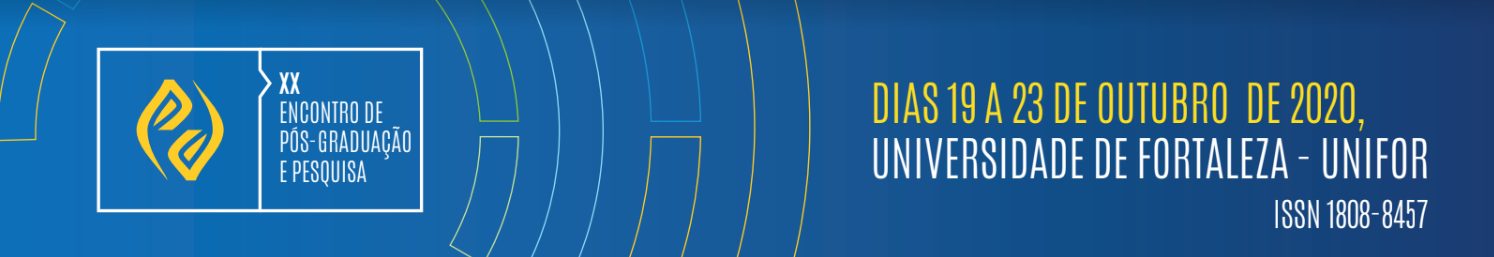 XX
ENCONTRO DE
PÓS-GRADUAÇÃO
E PESQUISA
DIAS 19 A 23 DE OUTUBRO DE 2020,
UNIVERSIDADE DE FORTALEZA - UNIFOR
ISSN 1808-8457